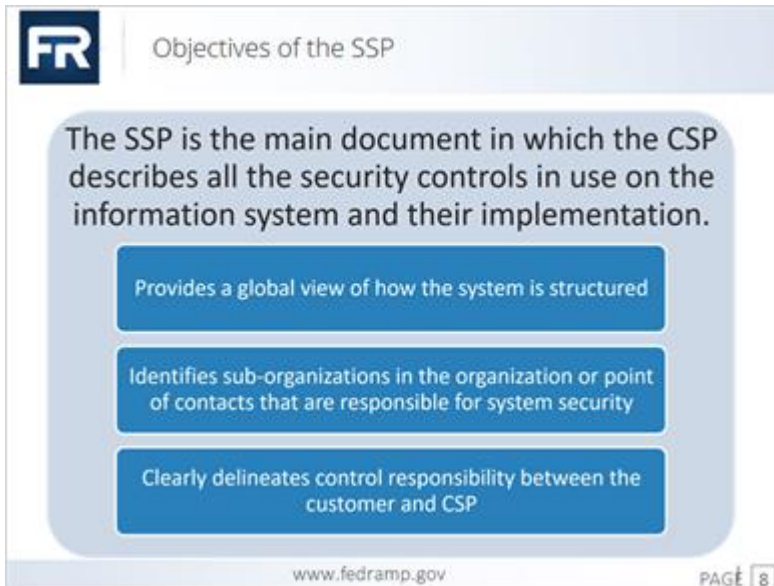 FR
Objectives of the SSP
The SSP is the main document in which the CSP
describes all the security controls in use on the
information system and their implementation.
Provides a global view of how the system is structured
Identifies sub-organizations in the organization or point
of contacts that are responsible for system security
Clearly delineates control responsibility between the
customer and CSP
www.fedramp.gov
PAGE 8